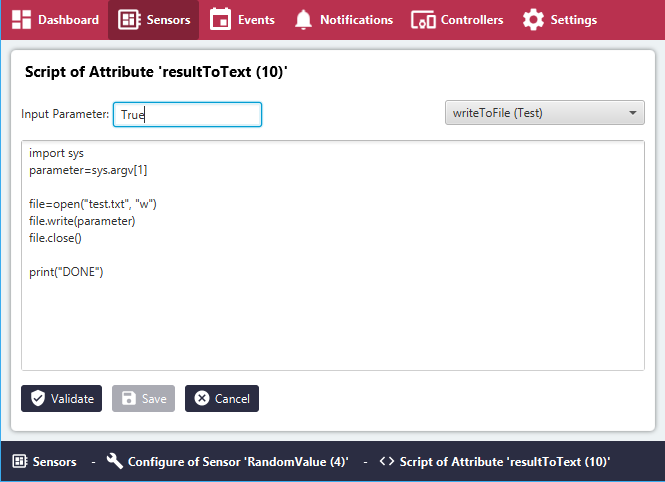 Dashboard Sensors Events Notifications Controllers Settings
Script of Attribute 'resultToText (10)'
Input Parameter: True writeToFile (Test)
import sys
parameter=sys.argv[1]
file=open("test.txt", "w")
file.write(parameter)
file.close()
print("DONE")
Validate Save Cancel
Sensors - Configure of Sensor 'RandomValue (4)' - Script of Attribute 'resultToText (10)'